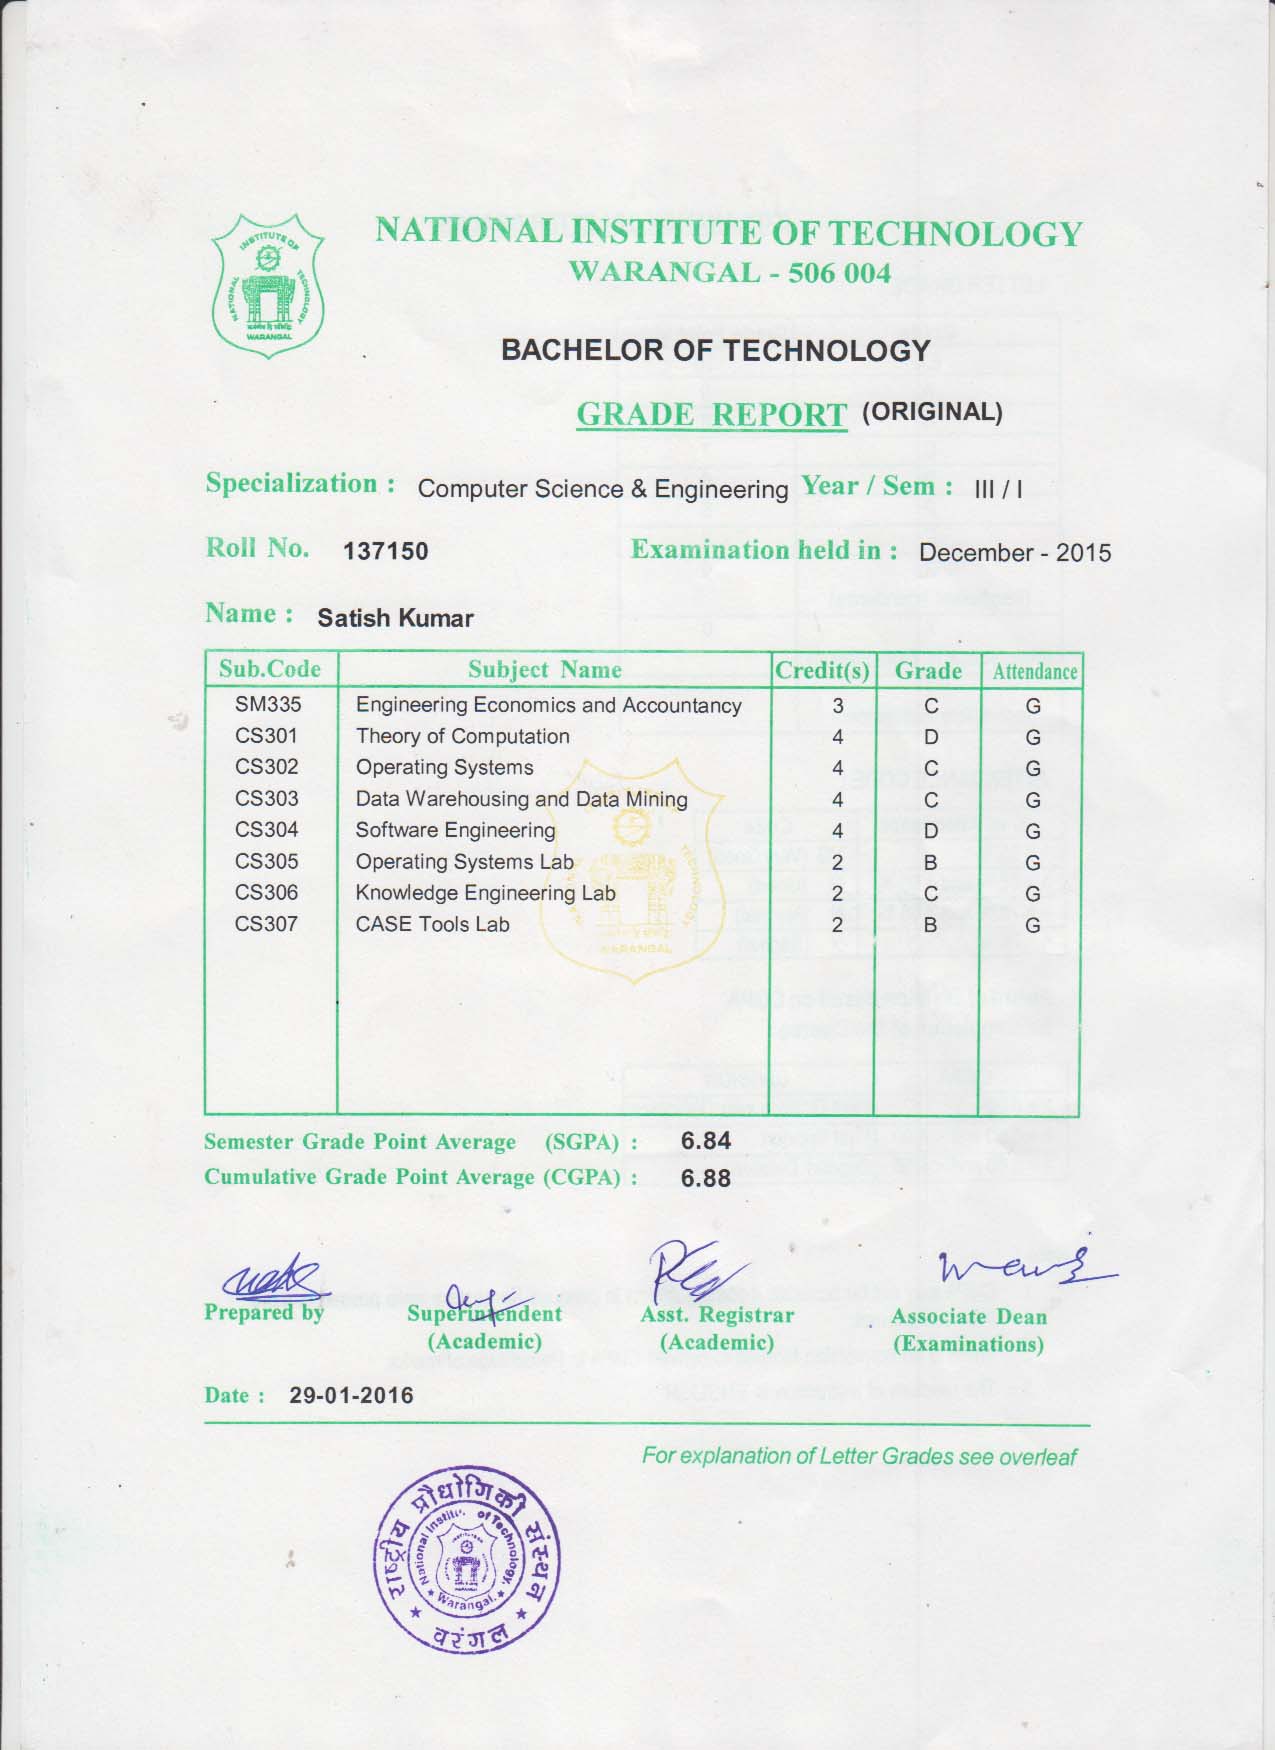 INSTITUTE OF
NATIONAL
TECHNOLOGY
WARANGAL
NATIONAL INSTITUTE OF TECHNOLOGY
WARANGAL - 506 004
BACHELOR OF TECHNOLOGY
GRADE REPORT (ORIGINAL)
Specialization : Computer Science & Engineering Year / Sem : III / I
Roll No. 137150 Examination held in : December - 2015
Name : Satish Kumar
Sub.Code Subject Name Credit(s) Grade Attendance
SM335 Engineering Economics and Accountancy 3 C G
CS301 Theory of Computation 4 D G
CS302 Operating Systems 4 C G
CS303 Data Warehousing and Data Mining 4 C G
CS304 Software Engineering 4 D G
CS305 Operating Systems Lab 2 B G
CS306 Knowledge Engineering Lab 2 C G
CS307 CASE Tools Lab 2 B G
TECHNOLOGY
WARANGAL
Semester Grade Point Average (SGPA) : 6.84
Cumulative Grade Point Average (CGPA) : 6.88
Prepared by Superintendent Asst. Registrar Associate Dean
(Academic) (Academic) (Examinations)
Date : 29-01-2016
For explanation of Letter Grades see overleaf
राष्ट्रीय प्रौद्योगिकी संस्थान
National of Technology
Warangal.
वरंगल